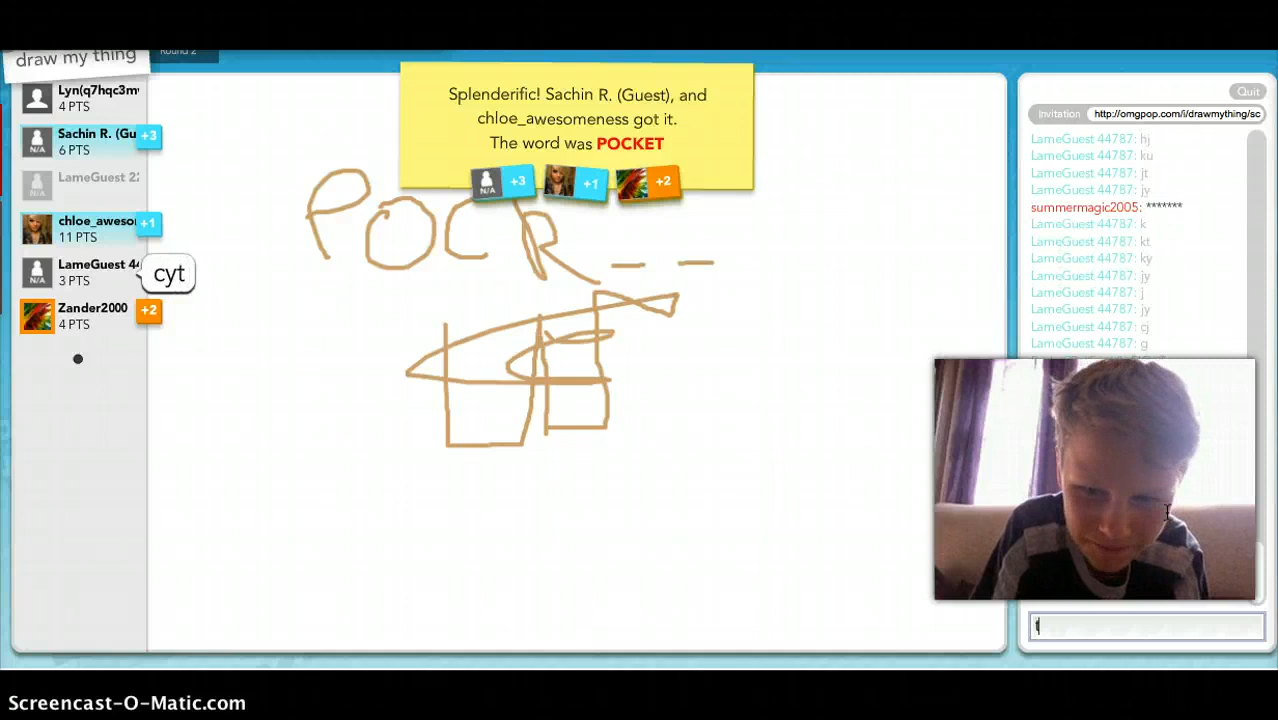 draw my thing
Round 2
Lyn(q7hqc3m
4 PTS
Sachin R. (Gu
+3
6 PTS
LameGuest 22
chloe_aweso
+1
11 PTS
LameGuest 44
3 PTS
cyt
Zander2000
+2
4 PTS
Splenderific! Sachin R. (Guest), and
chloe_awesomeness got it.
The word was POCKET
N/A +3 +1 +2
POCK _ _
Quit
Invitation http://omgpop.com/i/drawmything/sc
LameGuest 44787: hj
LameGuest 44787: ku
LameGuest 44787: jt
LameGuest 44787: jy
summermagic2005: *******
LameGuest 44787: k
LameGuest 44787: kt
LameGuest 44787: ky
LameGuest 44787: jy
LameGuest 44787: j
LameGuest 44787: jy
LameGuest 44787: cj
LameGuest 44787: g
Screencast-O-Matic.com